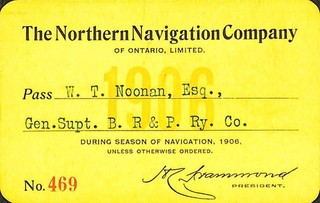 The Northern Navigation Company
OF ONTARIO, LIMITED.
1906
Pass W. T. Noonan, Esq.,
Gen.Supt. B. R & P. Ry. Co.
DURING SEASON OF NAVIGATION, 1906,
UNLESS OTHERWISE ORDERED.
No. 469
PRESIDENT.